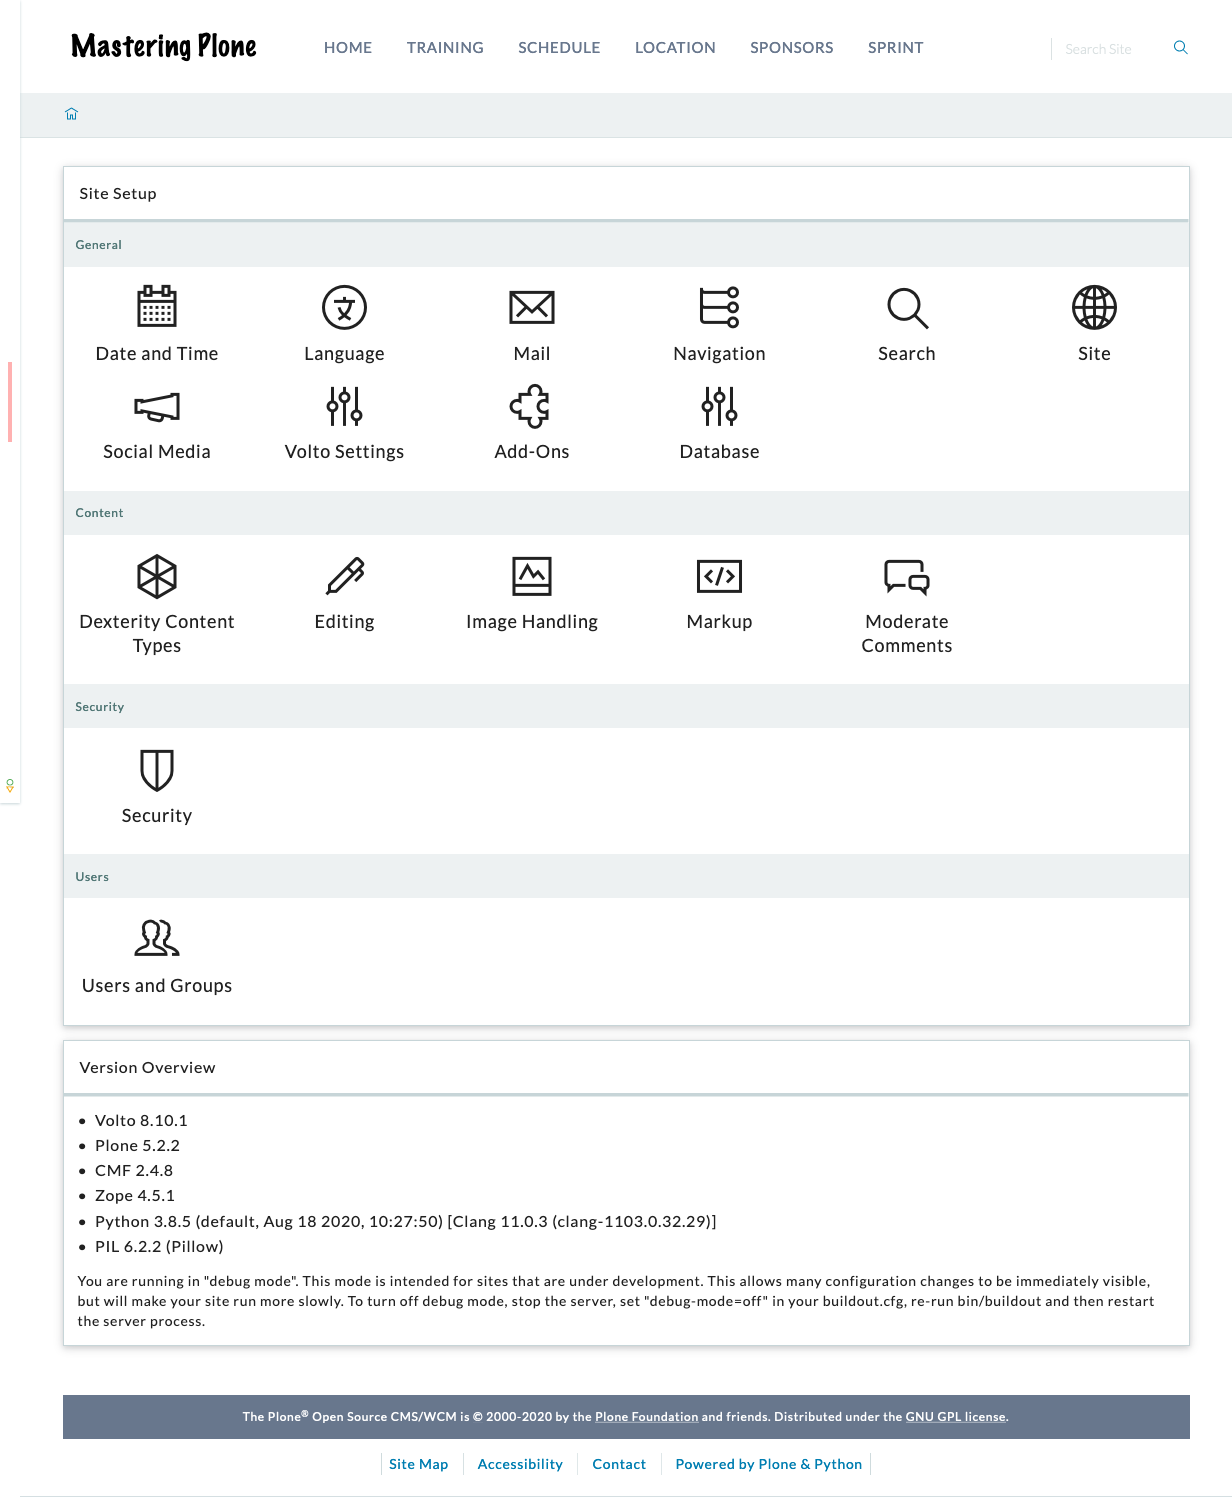 Mastering Plone
HOME TRAINING SCHEDULE LOCATION SPONSORS SPRINT
Search Site
Site Setup
General
Date and Time Language Mail Navigation Search Site
Social Media Volto Settings Add-Ons Database
Content
Dexterity Content Types Editing Image Handling Markup Moderate Comments
Security
Security
Users
Users and Groups
Version Overview
• Volto 8.10.1
• Plone 5.2.2
• CMF 2.4.8
• Zope 4.5.1
• Python 3.8.5 (default, Aug 18 2020, 10:27:50) [Clang 11.0.3 (clang-1103.0.32.29)]
• PIL 6.2.2 (Pillow)
You are running in "debug mode". This mode is intended for sites that are under development. This allows many configuration changes to be immediately visible,
but will make your site run more slowly. To turn off debug mode, stop the server, set "debug-mode=off" in your buildout.cfg, re-run bin/buildout and then restart
the server process.
The Plone® Open Source CMS/WCM is © 2000-2020 by the Plone Foundation and friends. Distributed under the GNU GPL license.
Site Map Accessibility Contact Powered by Plone & Python